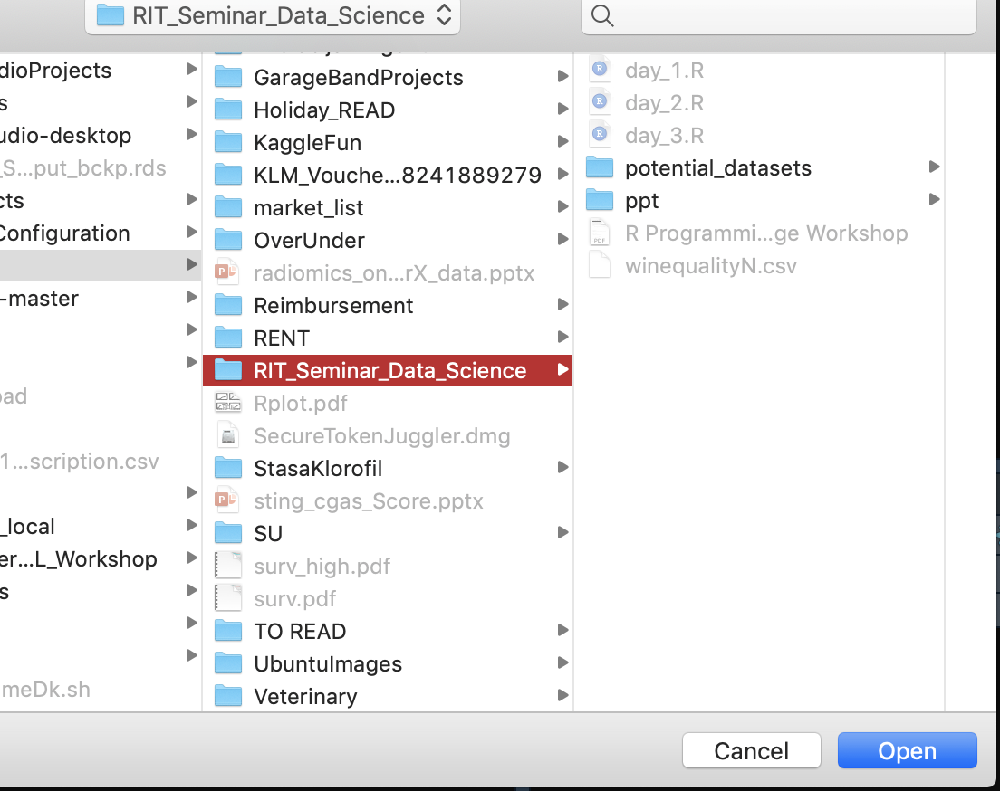 RIT_Seminar_Data_Science
dioProjects
s
udio-desktop
_S...put_bckp.rds
cts
Configuration
-master
oad
1...scription.csv
_local
er...L_Workshop
s
meDk.sh
GarageBandProjects
Holiday_READ
KaggleFun
KLM_Vouche...8241889279
market_list
OverUnder
radiomics_on...rX_data.pptx
Reimbursement
RENT
RIT_Seminar_Data_Science
Rplot.pdf
SecureTokenJuggler.dmg
StasaKlorofil
sting_cgas_Score.pptx
SU
surv_high.pdf
surv.pdf
TO READ
UbuntuImages
Veterinary
day_1.R
day_2.R
day_3.R
potential_datasets
ppt
R Programmi...ge Workshop
winequalityN.csv
Cancel
Open